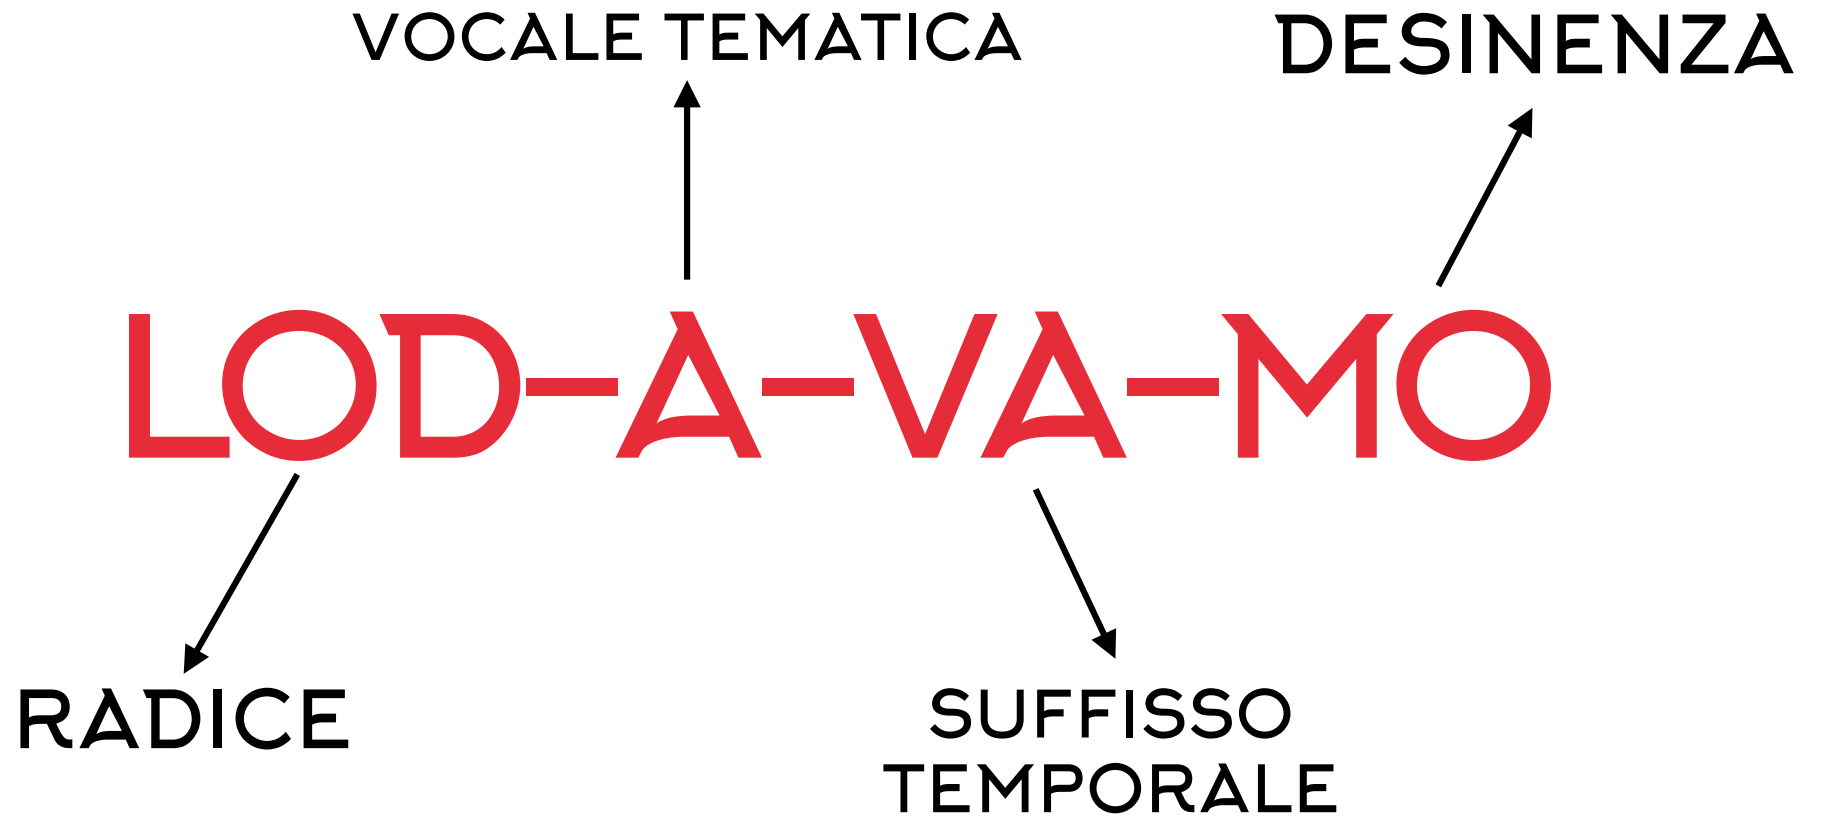 VOCALE TEMATICA
DESINENZA
LOD-A-VA-MO
RADICE
SUFFISSO
TEMPORALE